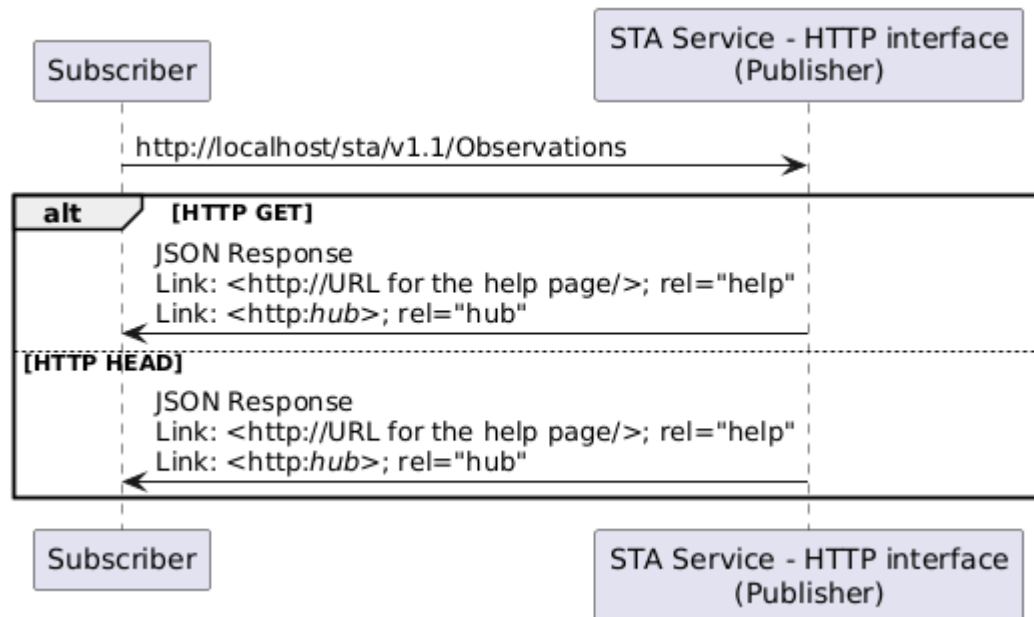 Subscriber
STA Service - HTTP interface
(Publisher)
http://localhost/sta/v1.1/Observations
alt
[HTTP GET]
JSON Response
Link: <http://URL for the help page/>; rel="help"
Link: <http:hub>; rel="hub"
[HTTP HEAD]
JSON Response
Link: <http://URL for the help page/>; rel="help"
Link: <http:hub>; rel="hub"
Subscriber
STA Service - HTTP interface
(Publisher)